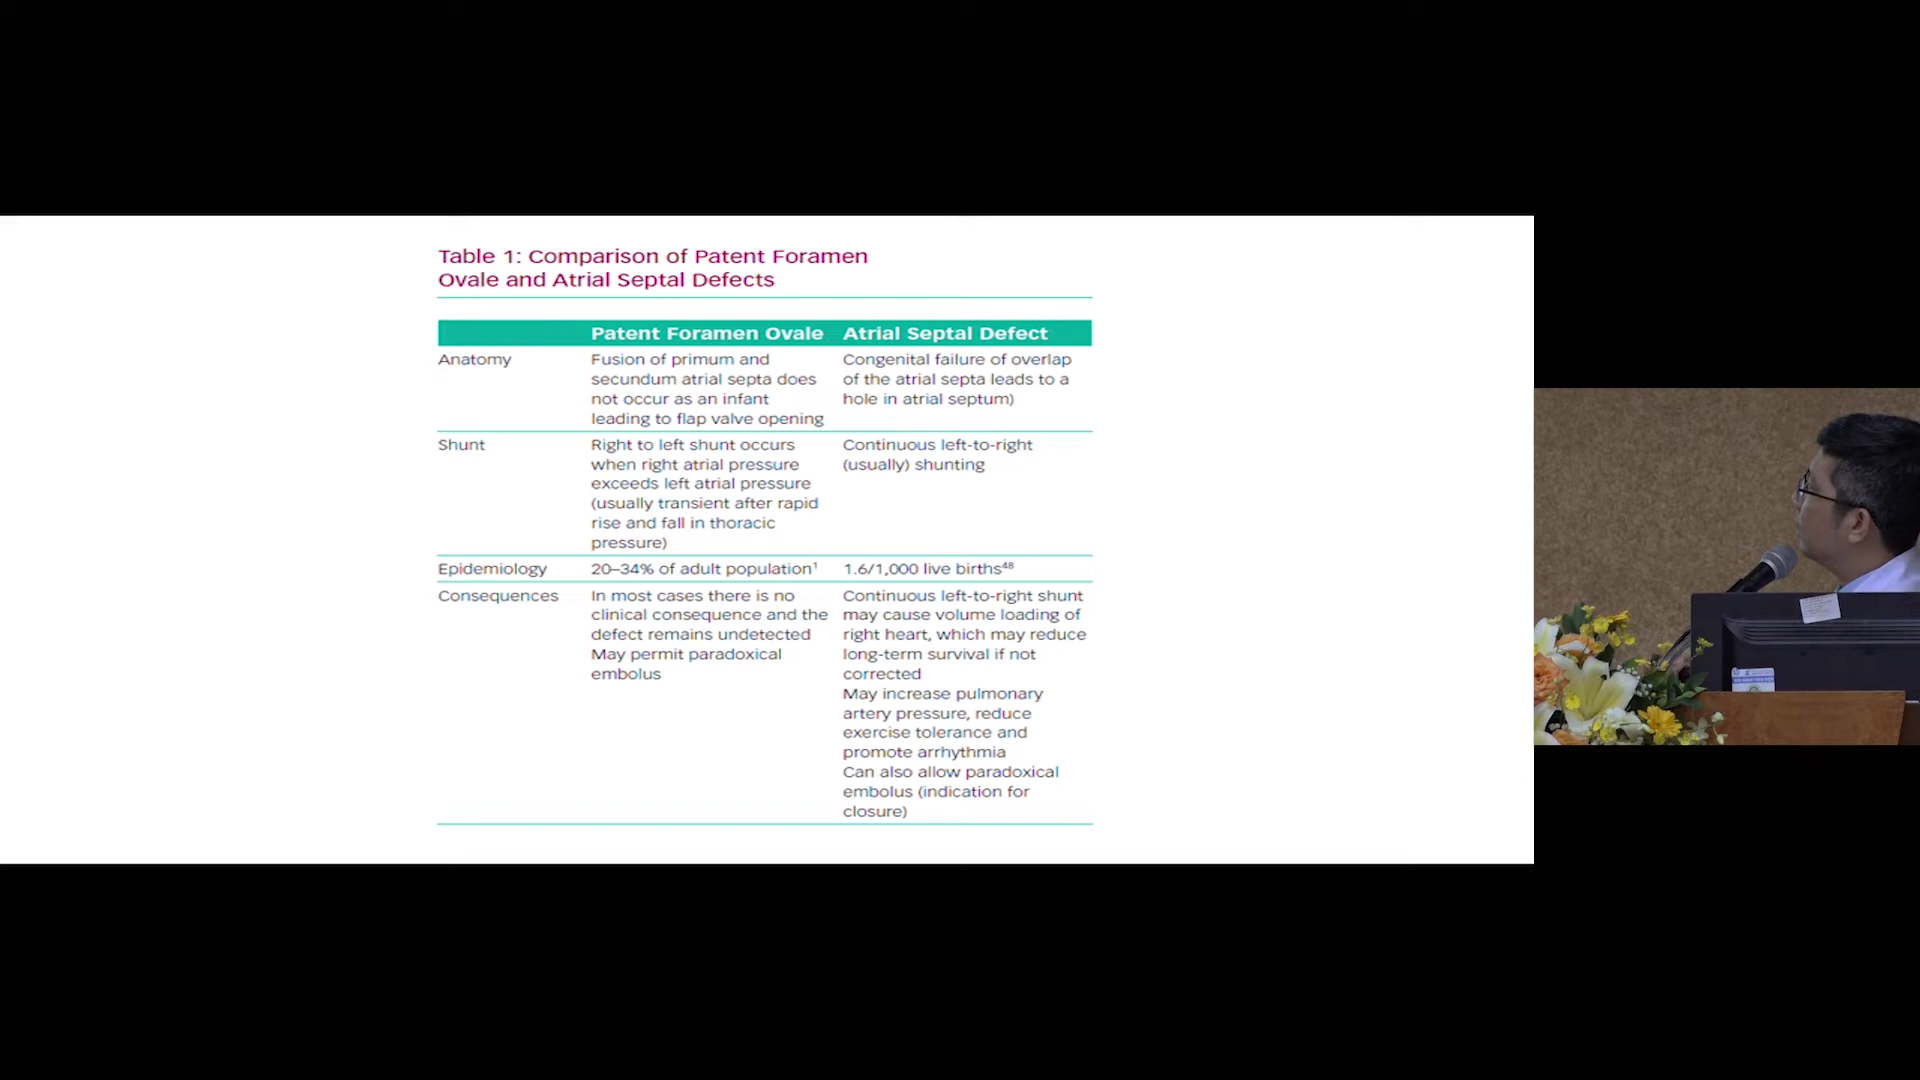 Table 1: Comparison of Patent Foramen
Ovale and Atrial Septal Defects
Patent Foramen Ovale
Atrial Septal Defect
Anatomy
Fusion of primum and
secundum atrial septa does
not occur as an infant
leading to flap valve opening
Congenital failure of overlap
of the atrial septa leads to a
hole in atrial septum)
Shunt
Right to left shunt occurs
when right atrial pressure
exceeds left atrial pressure
(usually transient after rapid
rise and fall in thoracic
pressure)
Continuous left-to-right
(usually) shunting
Epidemiology
20–34% of adult population¹
1.6/1,000 live births⁴⁸
Consequences
In most cases there is no
clinical consequence and the
defect remains undetected
May permit paradoxical
embolus
Continuous left-to-right shunt
may cause volume loading of
right heart, which may reduce
long-term survival if not
corrected
May increase pulmonary
artery pressure, reduce
exercise tolerance and
promote arrhythmia
Can also allow paradoxical
embolus (indication for
closure)